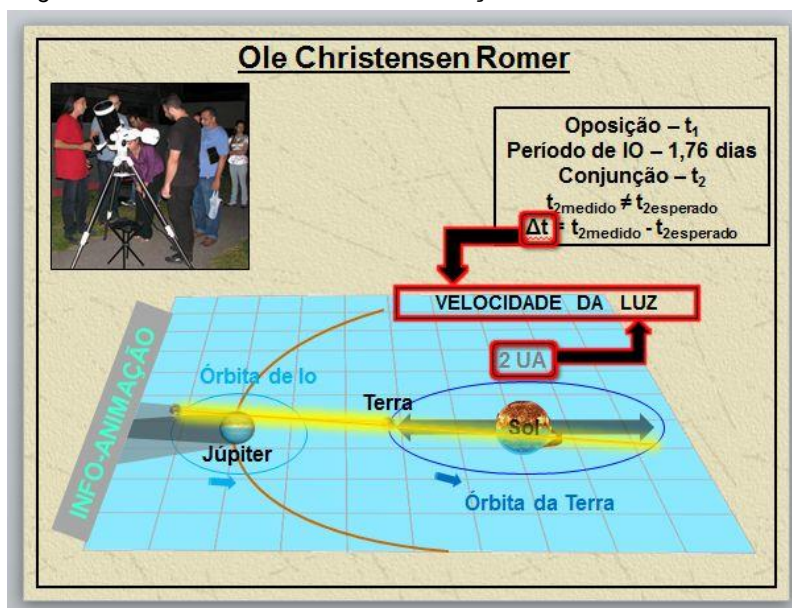 Ole Christensen Romer
Oposição – t₁
Período de IO – 1,76 dias
Conjunção – t₂
t₂medido ≠ t₂esperado
Δt = t₂medido - t₂esperado
VELOCIDADE DA LUZ
2 UA
INFO-ANIMAÇÃO
Órbita de Io
Terra
Sol
Júpiter
Órbita da Terra